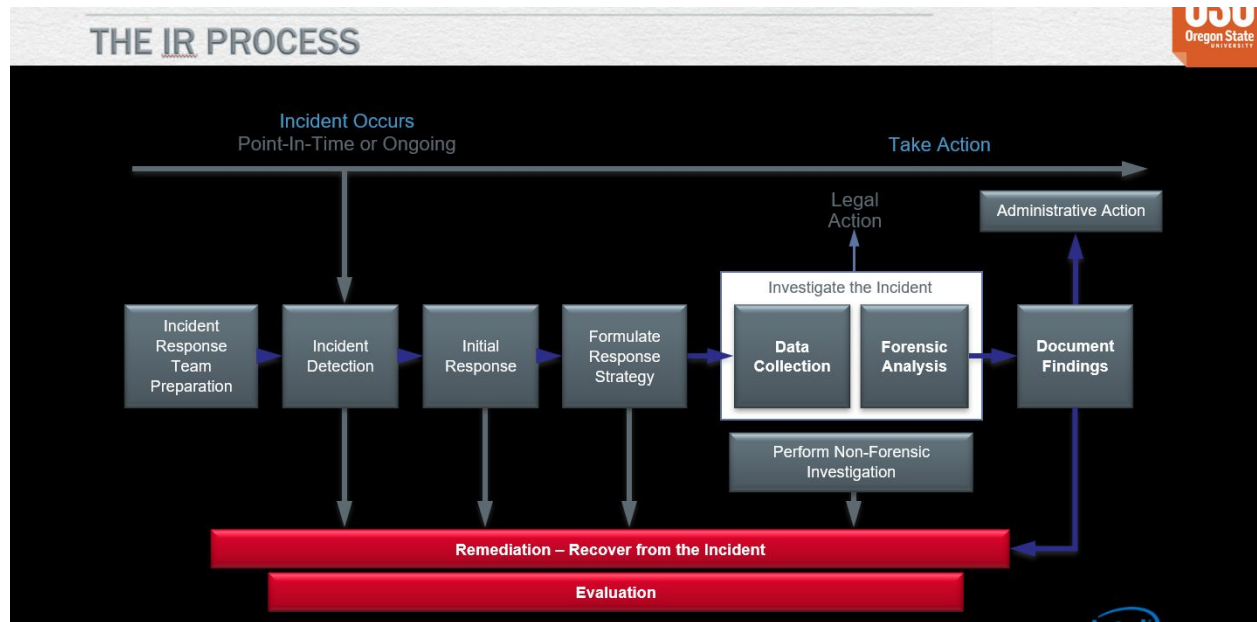 THE IR PROCESS
OSU
Oregon State
UNIVERSITY
Incident Occurs
Point-In-Time or Ongoing
Take Action
Legal
Action
Administrative Action
Investigate the Incident
Incident
Response
Team
Preparation
Incident
Detection
Initial
Response
Formulate
Response
Strategy
Data
Collection
Forensic
Analysis
Document
Findings
Perform Non-Forensic
Investigation
Remediation – Recover from the Incident
Evaluation